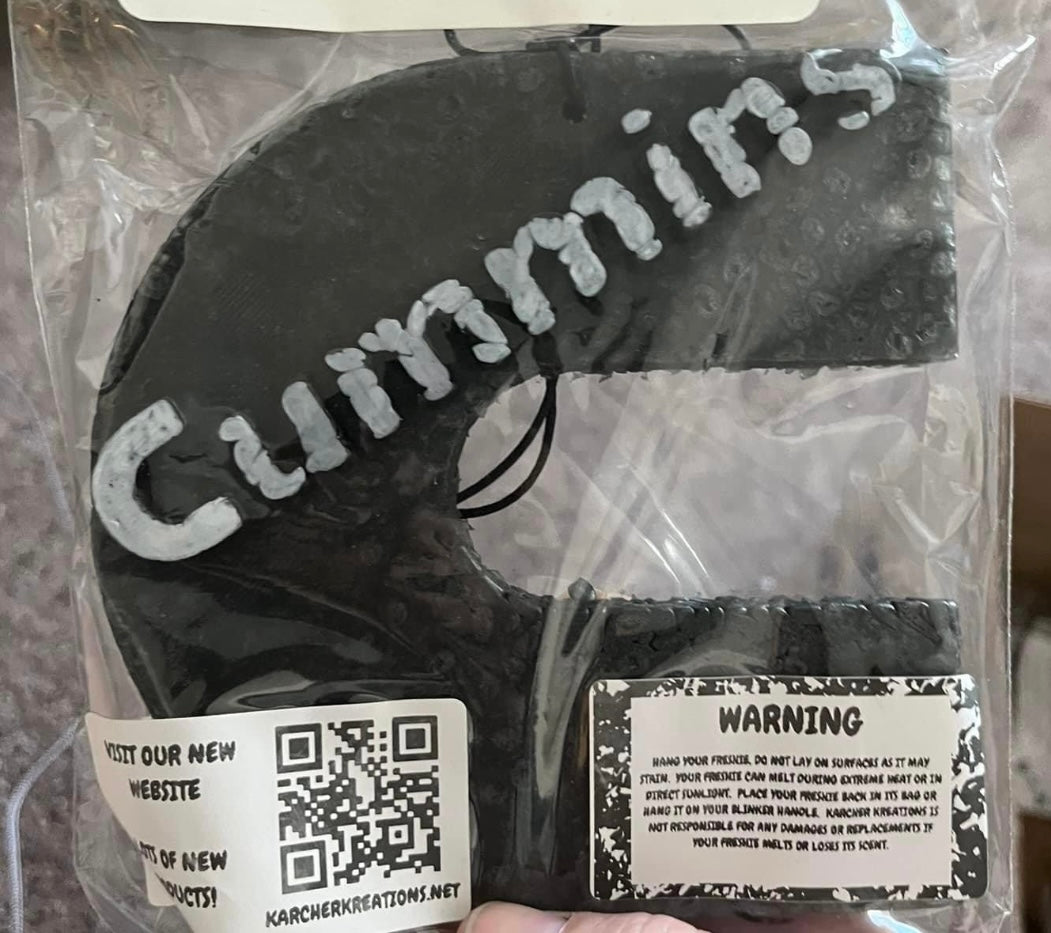 Cummins
VISIT OUR NEW
WEBSITE
OF NEW
KARCHERKREATIONS.NET
WARNING
HANG YOUR FRESHIE. DO NOT LAY ON SURFACES AS IT MAY
STAIN. YOUR FRESHIE CAN MELT DURING EXTREME HEAT OR IN
DIRECT SUNLIGHT. PLACE YOUR FRESHIE BACK IN ITS BAG OR
HANG IT ON YOUR BLINKER HANDLE. KARCHER KREATIONS IS
NOT RESPONSIBLE FOR ANY DAMAGES OR REPLACEMENTS IF
YOUR FRESHIE MELTS OR LOSES ITS SCENT.